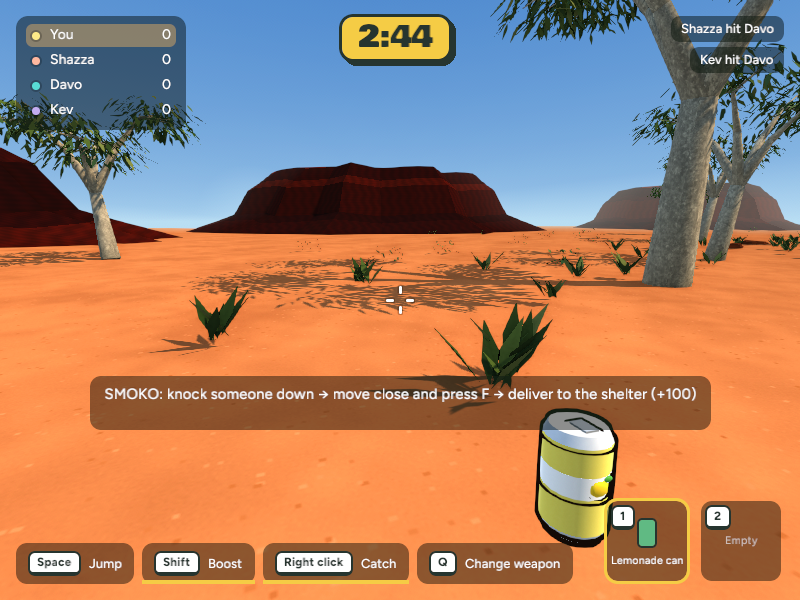 You 0
Shazza 0
Davo 0
Kev 0
2:44
Shazza hit Davo
Kev hit Davo
SMOKO: knock someone down → move close and press F → deliver to the shelter (+100)
Space Jump
Shift Boost
Right click Catch
Q Change weapon
1
Lemonade can
2
Empty